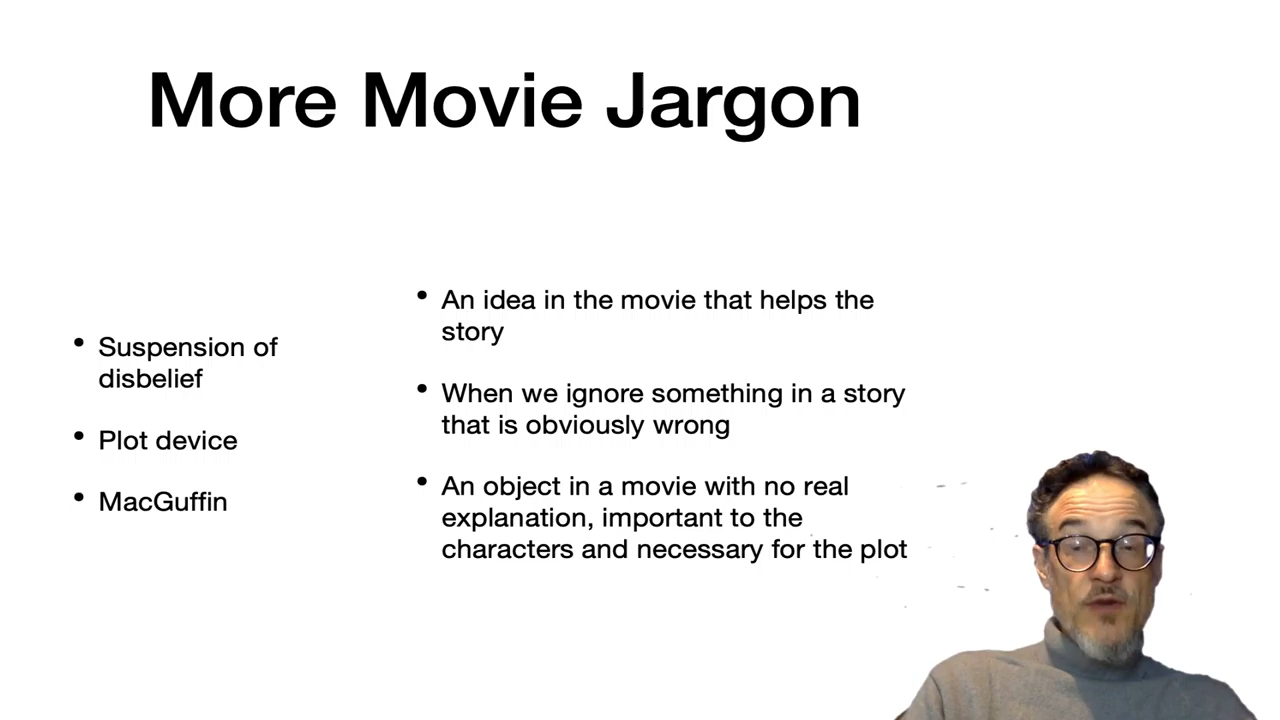 More Movie Jargon
• Suspension of
disbelief
• Plot device
• MacGuffin
• An idea in the movie that helps the
story
• When we ignore something in a story
that is obviously wrong
• An object in a movie with no real
explanation, important to the
characters and necessary for the plot